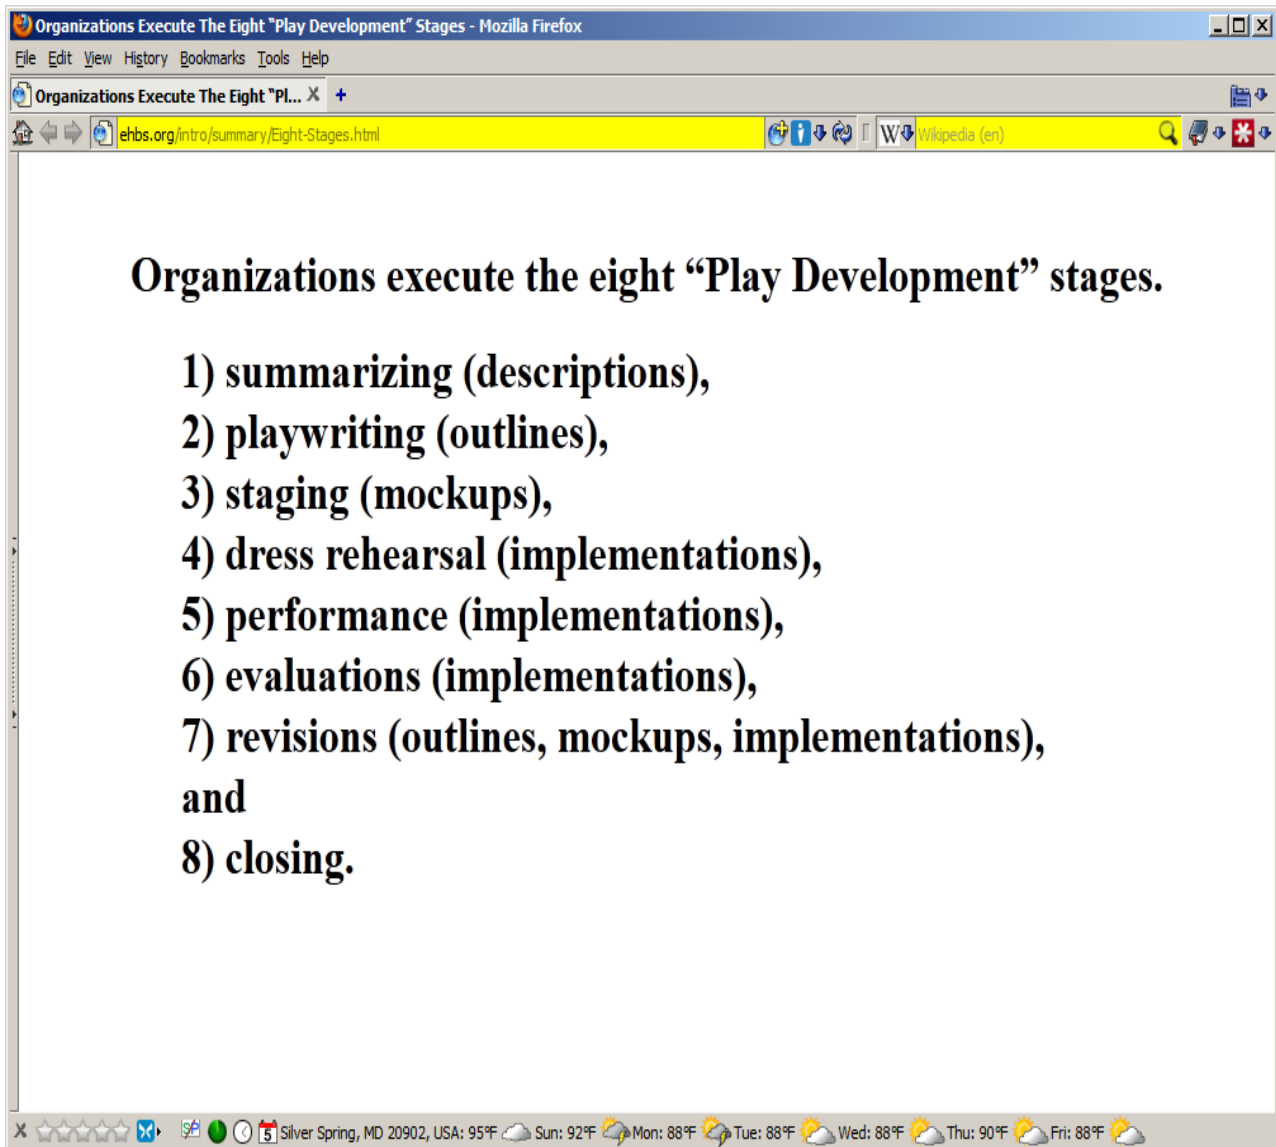 Organizations Execute The Eight “Play Development” Stages - Mozilla Firefox
File Edit View History Bookmarks Tools Help
Organizations Execute The Eight “Pl... X +
ehbs.org/intro/summary/Eight-Stages.html W Wikipedia (en)
Organizations execute the eight “Play Development” stages.
1) summarizing (descriptions),
2) playwriting (outlines),
3) staging (mockups),
4) dress rehearsal (implementations),
5) performance (implementations),
6) evaluations (implementations),
7) revisions (outlines, mockups, implementations),
and
8) closing.
X SP 5 Silver Spring, MD 20902, USA: 95°F Sun: 92°F Mon: 88°F Tue: 88°F Wed: 88°F Thu: 90°F Fri: 88°F